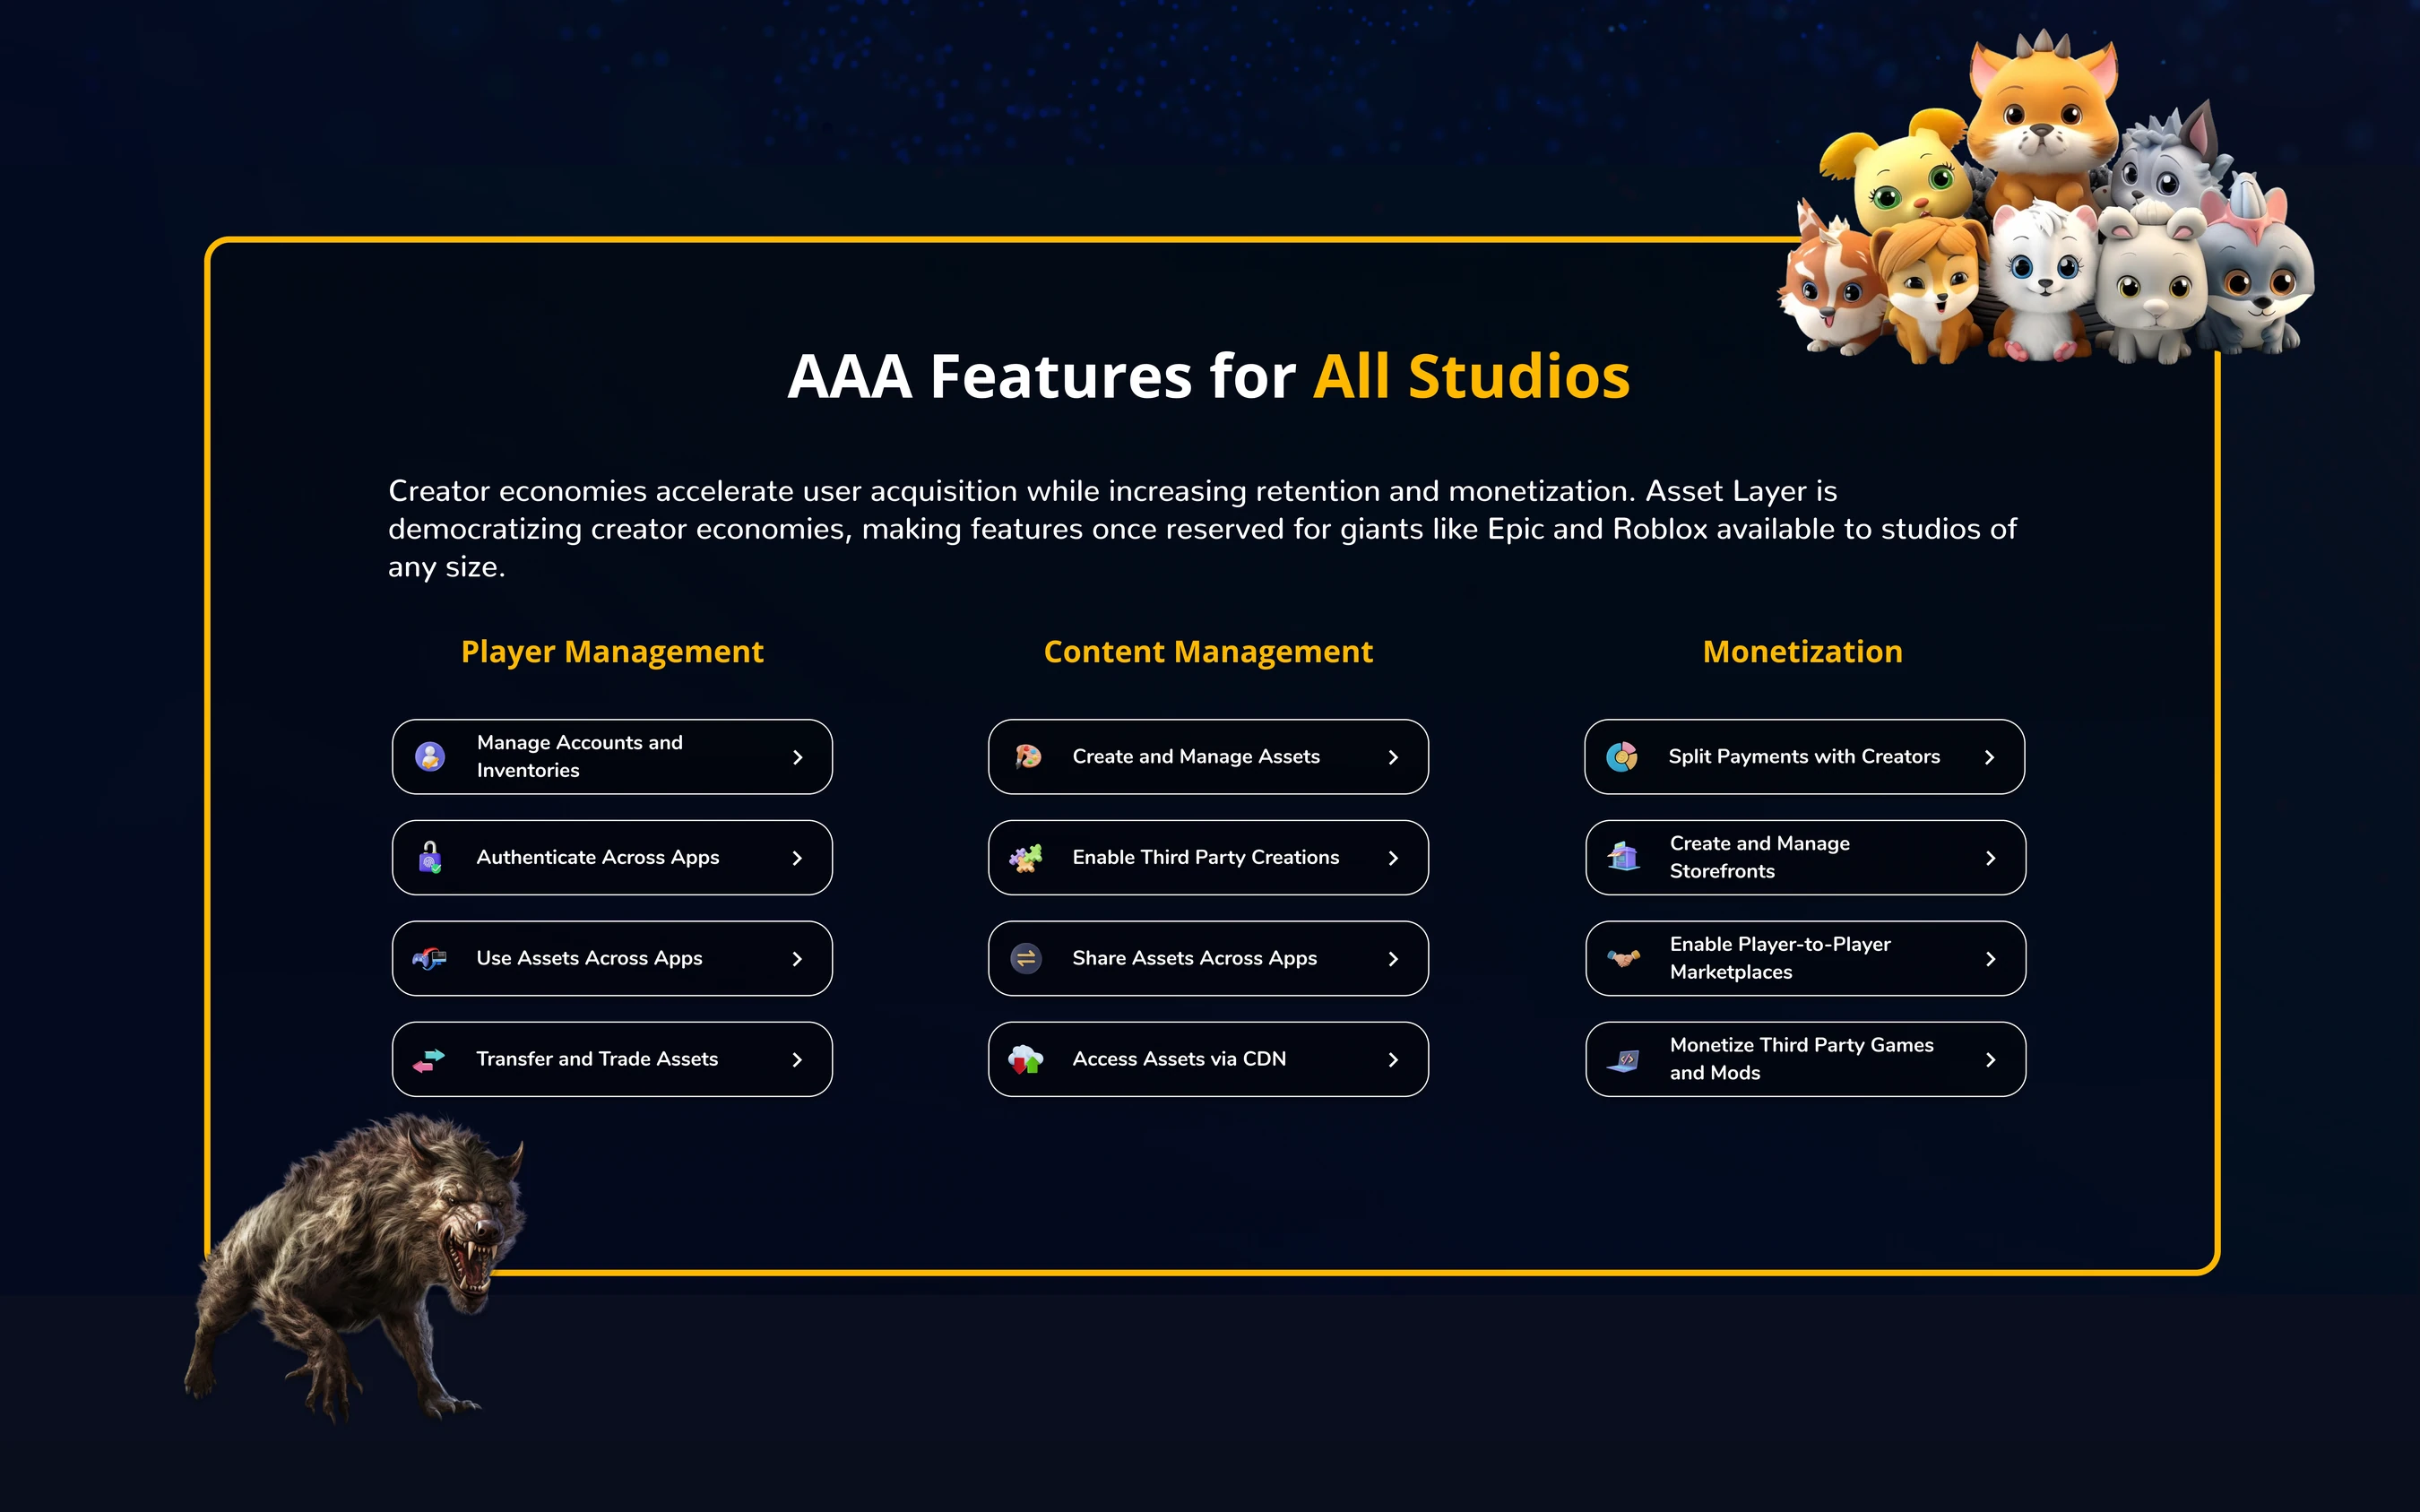 AAA Features for All Studios
Creator economies accelerate user acquisition while increasing retention and monetization. Asset Layer is
democratizing creator economies, making features once reserved for giants like Epic and Roblox available to studios of
any size.
Player Management
Manage Accounts and
Inventories
Authenticate Across Apps
Use Assets Across Apps
Transfer and Trade Assets
Content Management
Create and Manage Assets
Enable Third Party Creations
Share Assets Across Apps
Access Assets via CDN
Monetization
Split Payments with Creators
Create and Manage
Storefronts
Enable Player-to-Player
Marketplaces
Monetize Third Party Games
and Mods